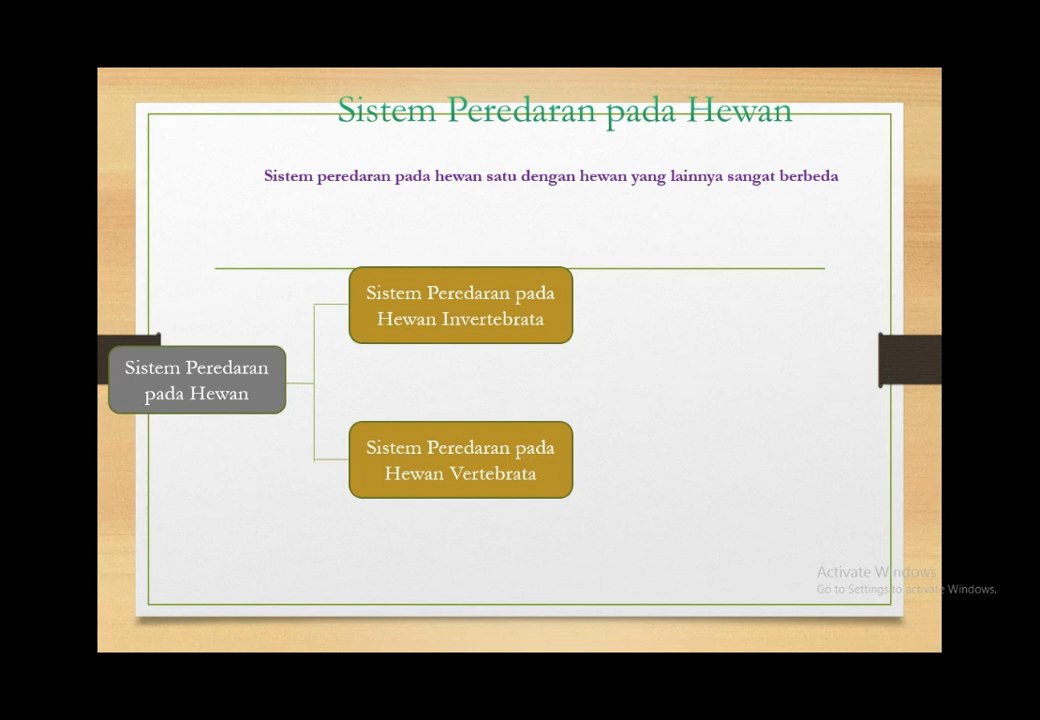 Sistem Peredaran pada Hewan
Sistem peredaran pada hewan satu dengan hewan yang lainnya sangat berbeda
Sistem Peredaran pada
Hewan Invertebrata
Sistem Peredaran
pada Hewan
Sistem Peredaran pada
Hewan Vertebrata
Activate Windows
Go to Settings to activate Windows.